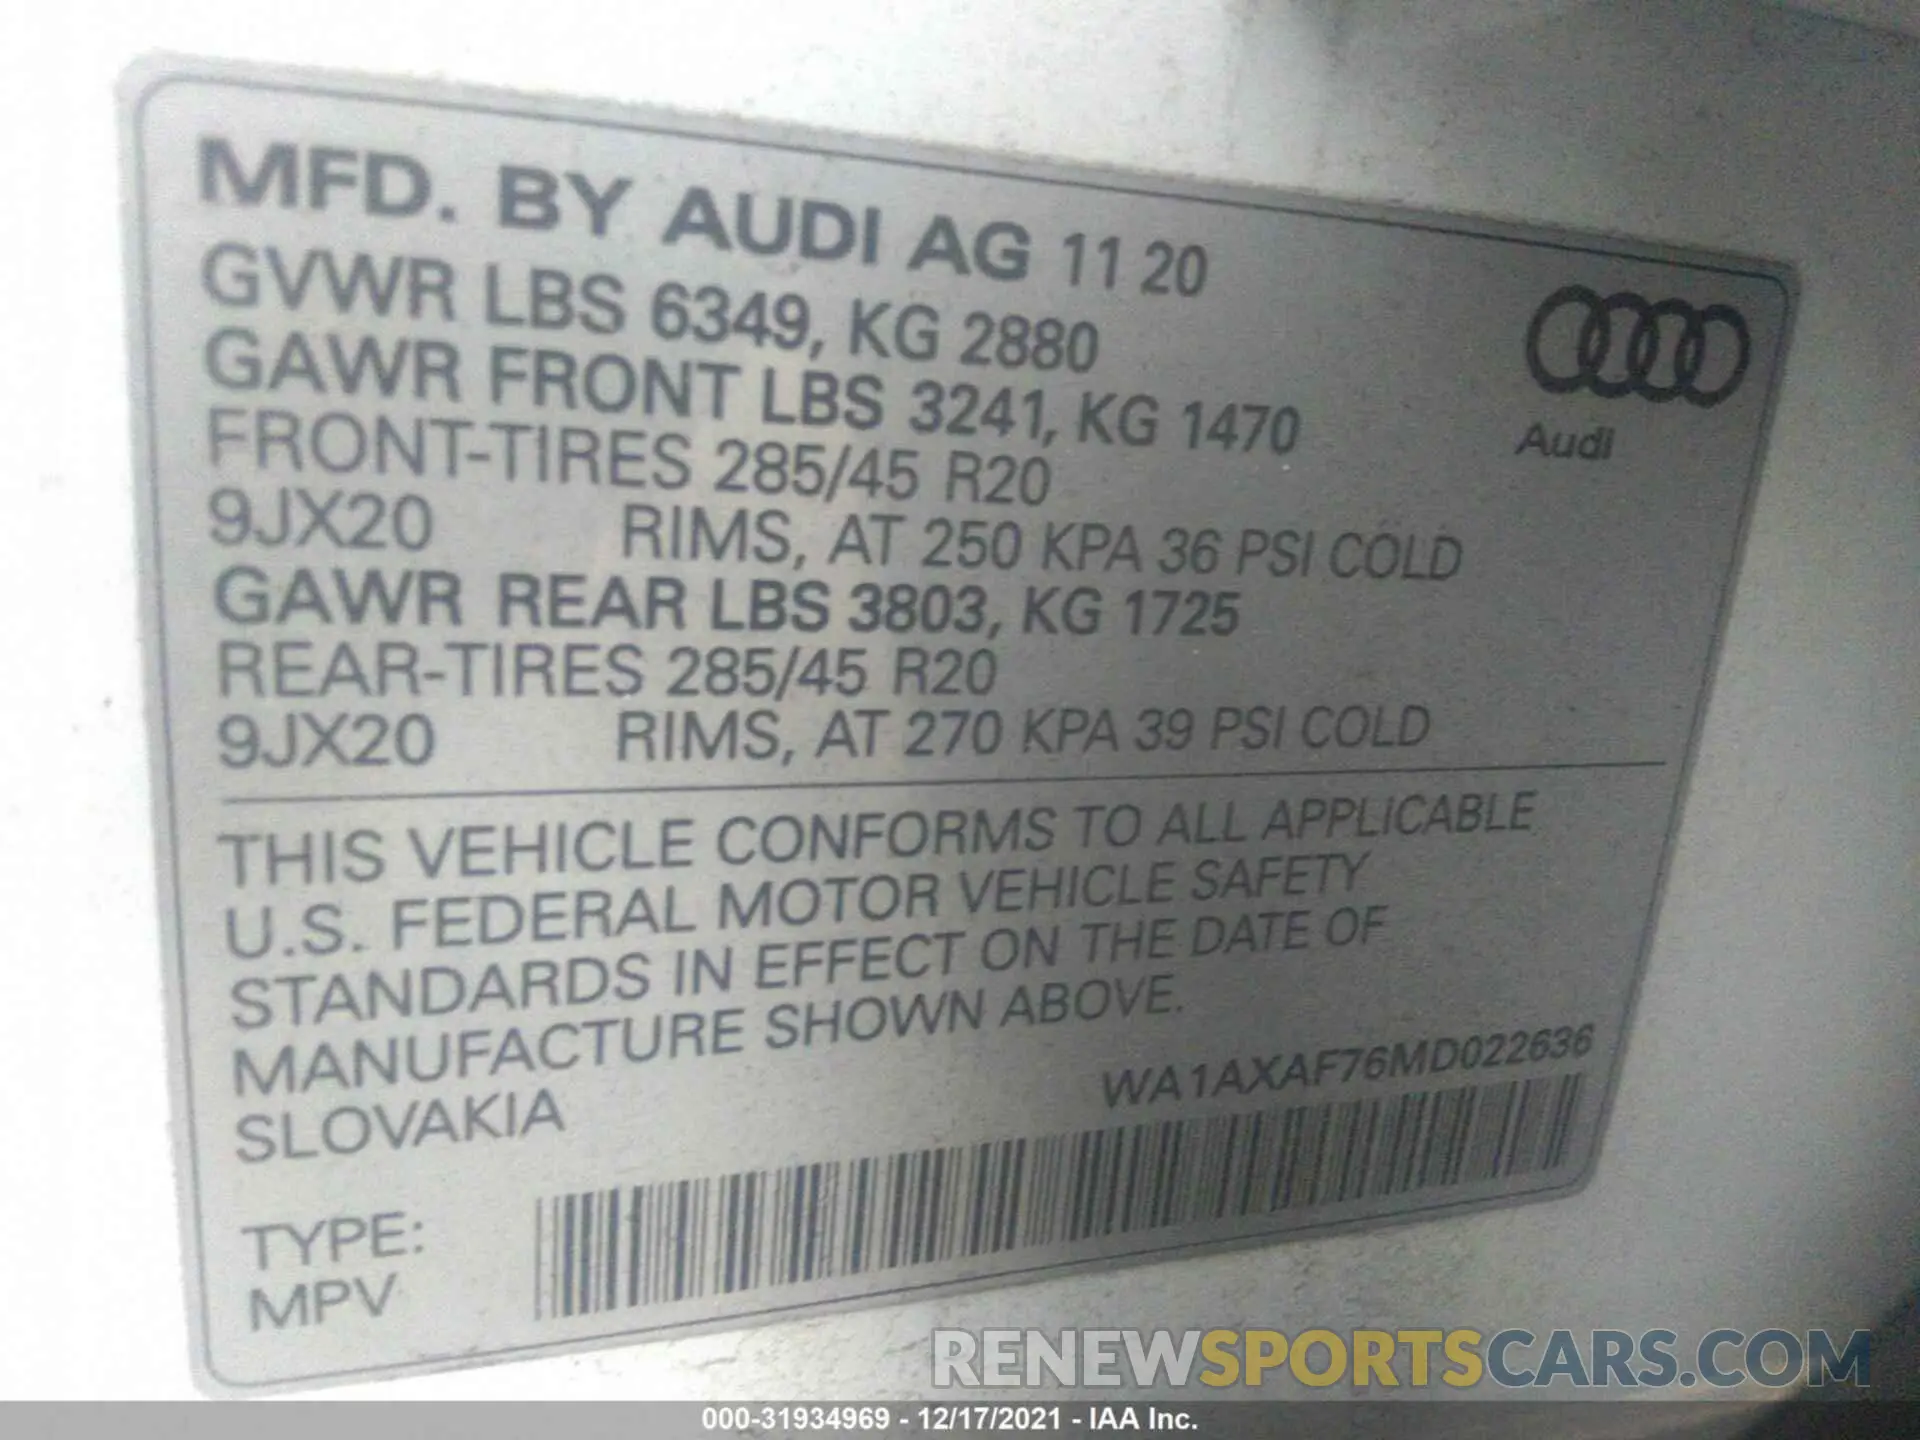 MFD. BY AUDI AG 11 20
GVWR LBS 6349, KG 2880
GAWR FRONT LBS 3241, KG 1470
FRONT-TIRES 285/45 R20
9JX20 RIMS, AT 250 KPA 36 PSI COLD
GAWR REAR LBS 3803, KG 1725
REAR-TIRES 285/45 R20
9JX20 RIMS, AT 270 KPA 39 PSI COLD
Audi
THIS VEHICLE CONFORMS TO ALL APPLICABLE
U.S. FEDERAL MOTOR VEHICLE SAFETY
STANDARDS IN EFFECT ON THE DATE OF
MANUFACTURE SHOWN ABOVE.
SLOVAKIA
WA1AXAF76MD022636
TYPE:
MPV
RENEWSPORTSCARS.COM
000-31934969 - 12/17/2021 - IAA Inc.